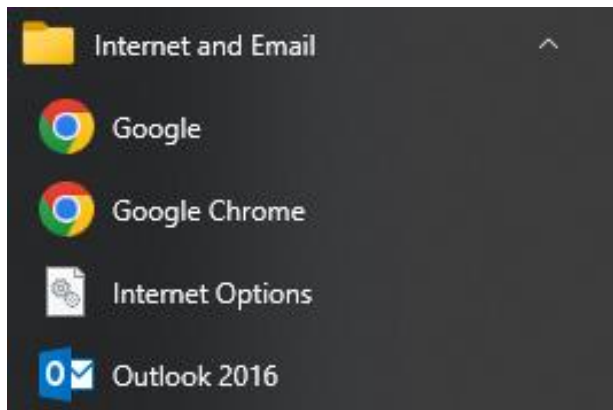 Internet and Email
Google
Google Chrome
Internet Options
Outlook 2016